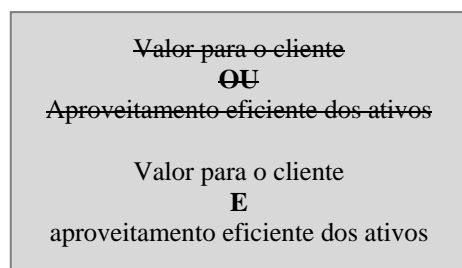 Valor para o cliente
OU
Aproveitamento eficiente dos ativos
Valor para o cliente
E
aproveitamento eficiente dos ativos